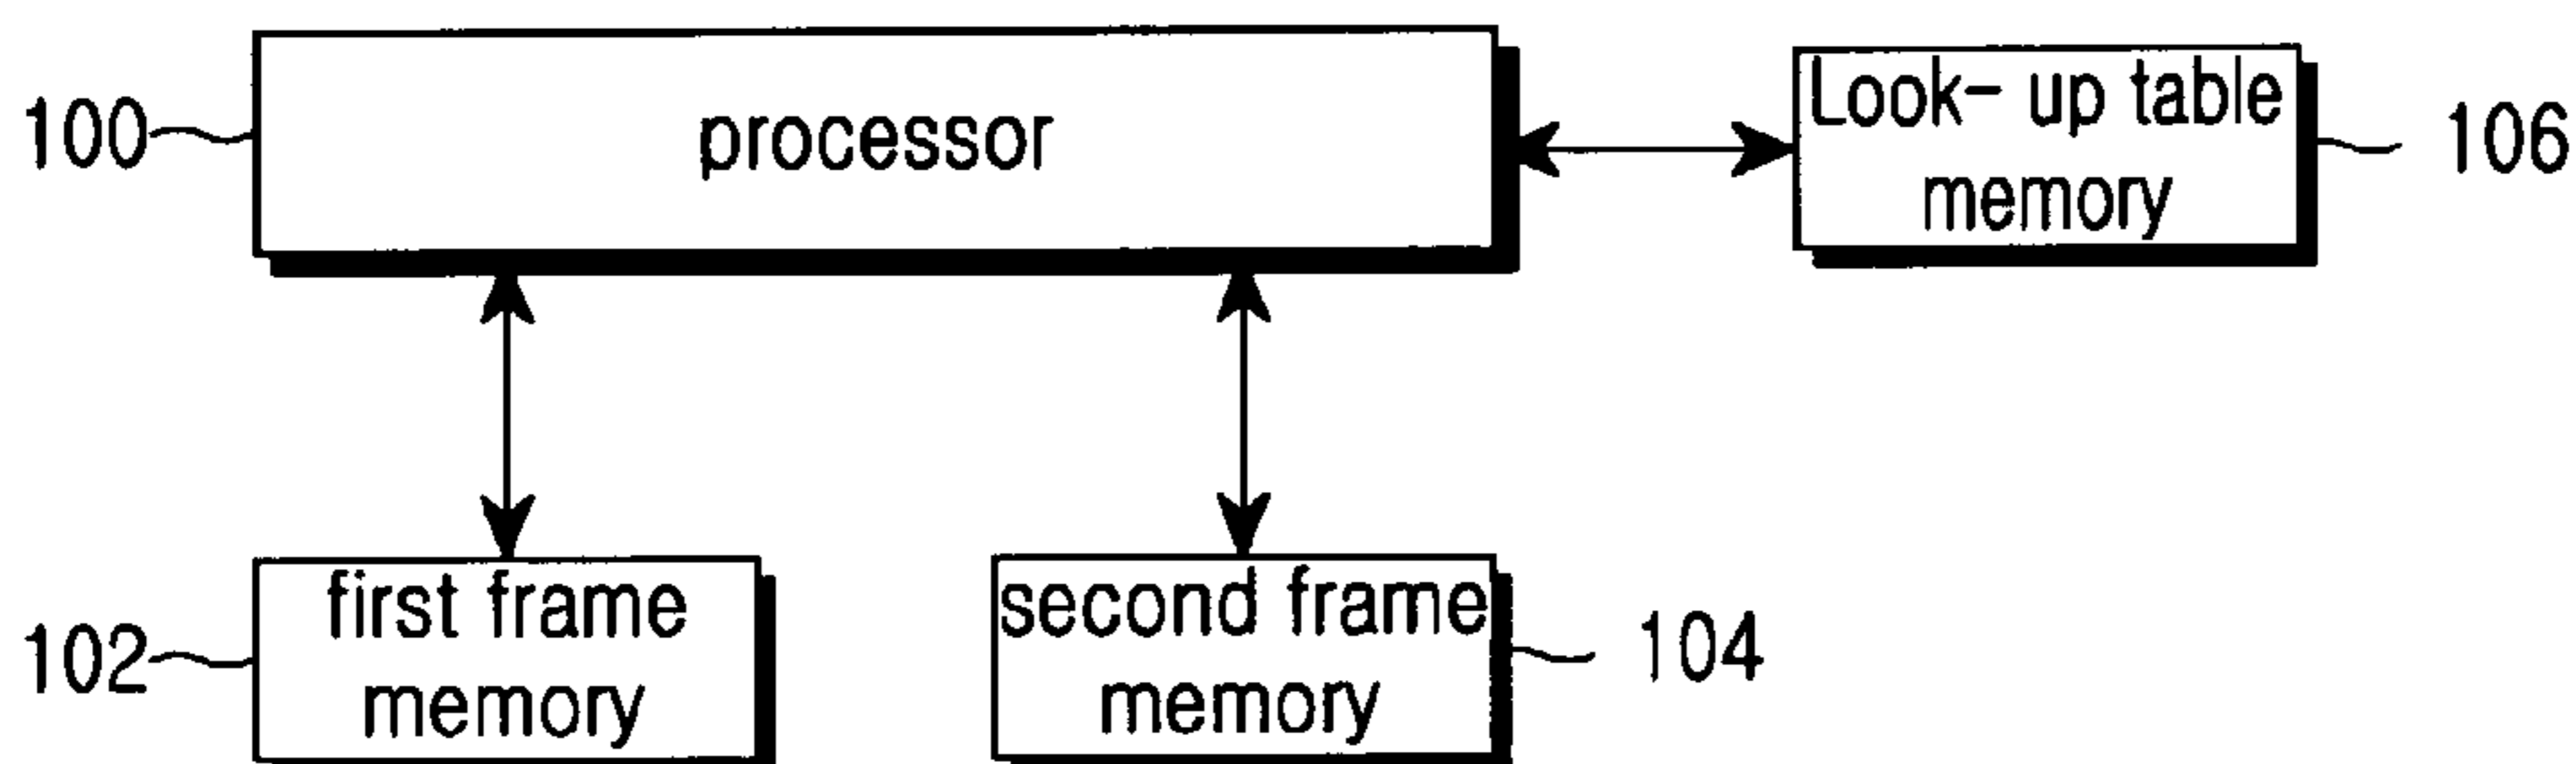 100
processor
Look-up table
memory
106
102
first frame
memory
second frame
memory
104